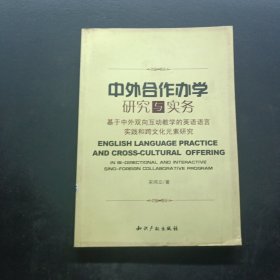 中外合作办学
研究与实务
基于中外双向互动教学的英语语言
实践和跨文化元素研究
ENGLISH LANGUAGE PRACTICE
AND CROSS-CULTURAL OFFERING
IN BI-DIRECTIONAL AND INTERACTIVE
SINO-FOREIGN COLLABORATIVE PROGRAM
著
知识产权出版社